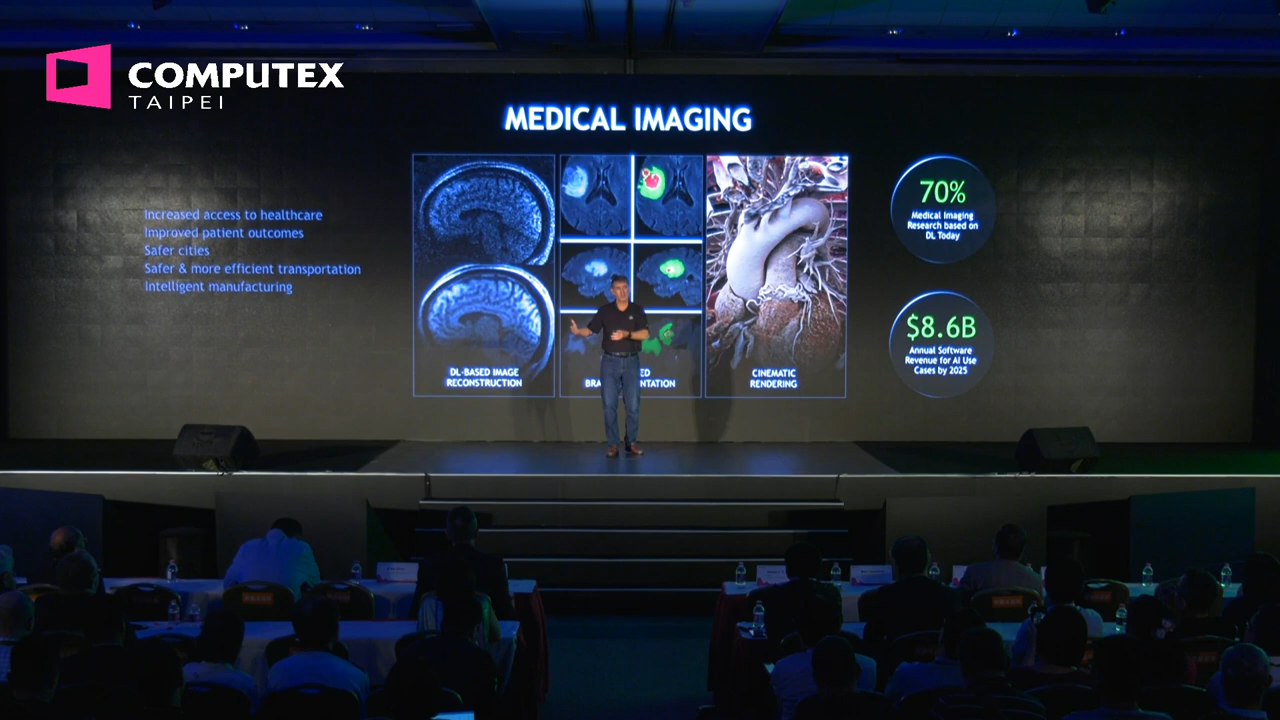 COMPUTEX
TAIPEI
MEDICAL IMAGING
Increased access to healthcare
Improved patient outcomes
Safer cities
Safer & more efficient transportation
Intelligent manufacturing
DL-BASED IMAGE
RECONSTRUCTION
CINEMATIC
RENDERING
70%
Medical Imaging
Research based on
DL Today
$8.6B
Annual Software
Revenue for AI Use
Cases by 2025